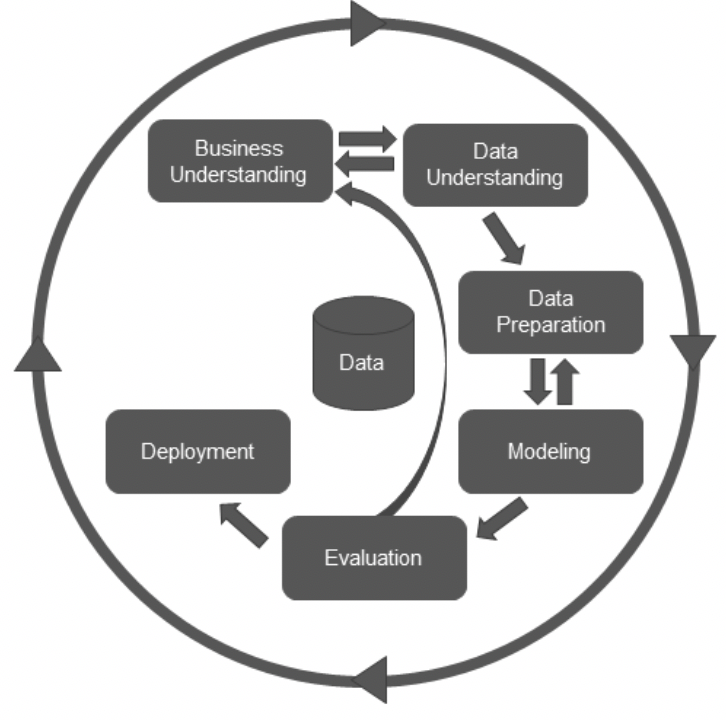 Business
Understanding
Data
Understanding
Data
Preparation
Data
Deployment
Modeling
Evaluation